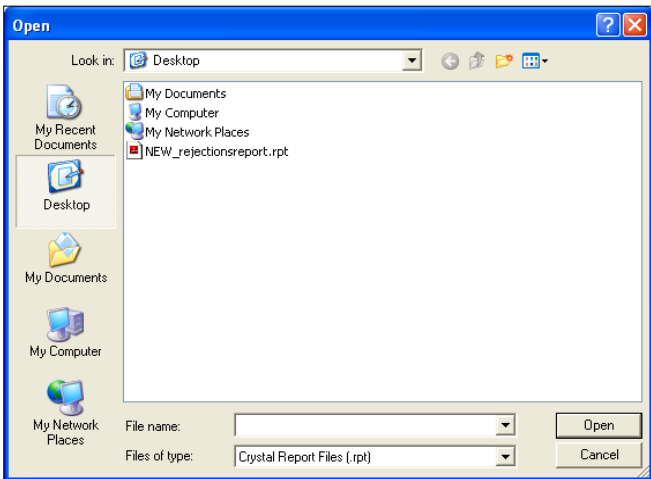 Open
Look in: Desktop
My Recent
Documents
Desktop
My Documents
My Computer
My Network
Places
My Documents
My Computer
My Network Places
NEW_rejectionsreport.rpt
File name:
Open
Files of type: Crystal Report Files (.rpt)
Cancel